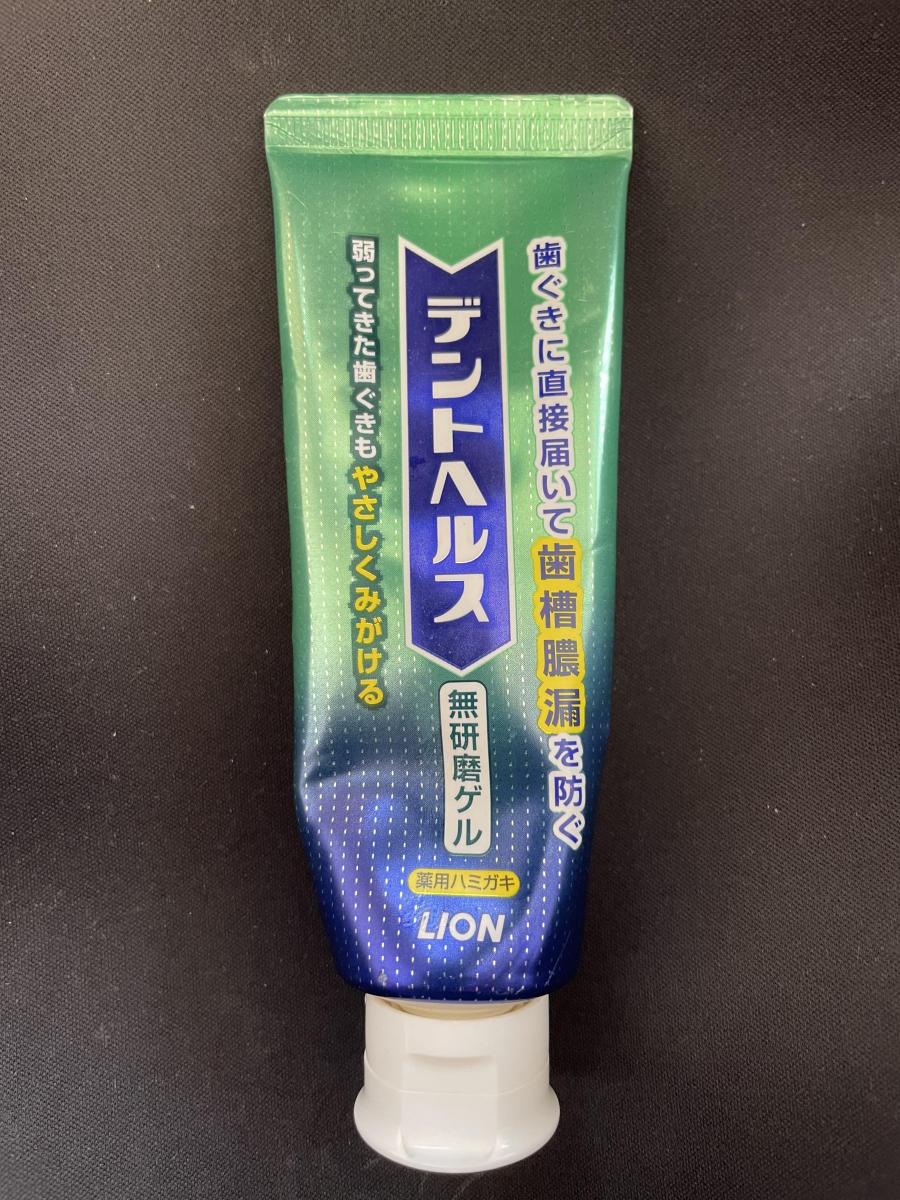 歯ぐきに直接届いて歯槽膿漏を防ぐ
デントヘルス
無研磨ゲル
弱ってきた歯ぐきもやさしくみがける
薬用ハミガキ
LION